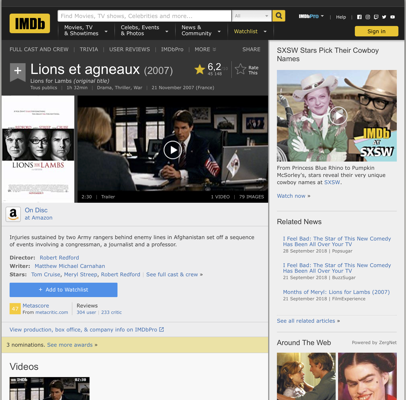 IMDb
Find Movies, TV shows, Celebrities and more...
All
Movies, TV & Showtimes
Celebs, Events & Photos
News & Community
Watchlist
IMDbPro
Help
Sign in
FULL CAST AND CREW | TRIVIA | USER REVIEWS | IMDbPro | MORE
SHARE
Lions et agneaux (2007)
Lions for Lambs (original title)
Tous publics | 1h 32min | Drama, Thriller, War | 21 November 2007 (France)
6,2
Rate This
LIONS FOR LAMBS
2:30 | Trailer
1 VIDEO | 79 IMAGES
On Disc
at Amazon
Injuries sustained by two Army rangers behind enemy lines in Afghanistan set off a sequence of events involving a congressman, a journalist and a professor.
Director: Robert Redford
Writer: Matthew Michael Carnahan
Stars: Tom Cruise, Meryl Streep, Robert Redford | See full cast & crew »
+ Add to Watchlist
Metascore
From metacritic.com
Reviews
304 user | 233 critic
View production, box office, & company info on IMDbPro
3 nominations. See more awards »
Videos
SXSW Stars Pick Their Cowboy Names
IMDb AT SXSW
From Princess Blue Rhino to Pumpkin McSorley's, stars reveal their very unique cowboy names at SXSW.
Watch now »
Related News
I Feel Bad: The Star of This New Comedy Has Been All Over Your TV
28 September 2018 | Popsugar
I Feel Bad: The Star of This New Comedy Has Been All Over Your TV
21 September 2018 | BuzzSugar
Months of Meryl: Lions for Lambs (2007)
21 September 2018 | FilmExperience
See all related articles »
Around The Web
Powered by ZergNet